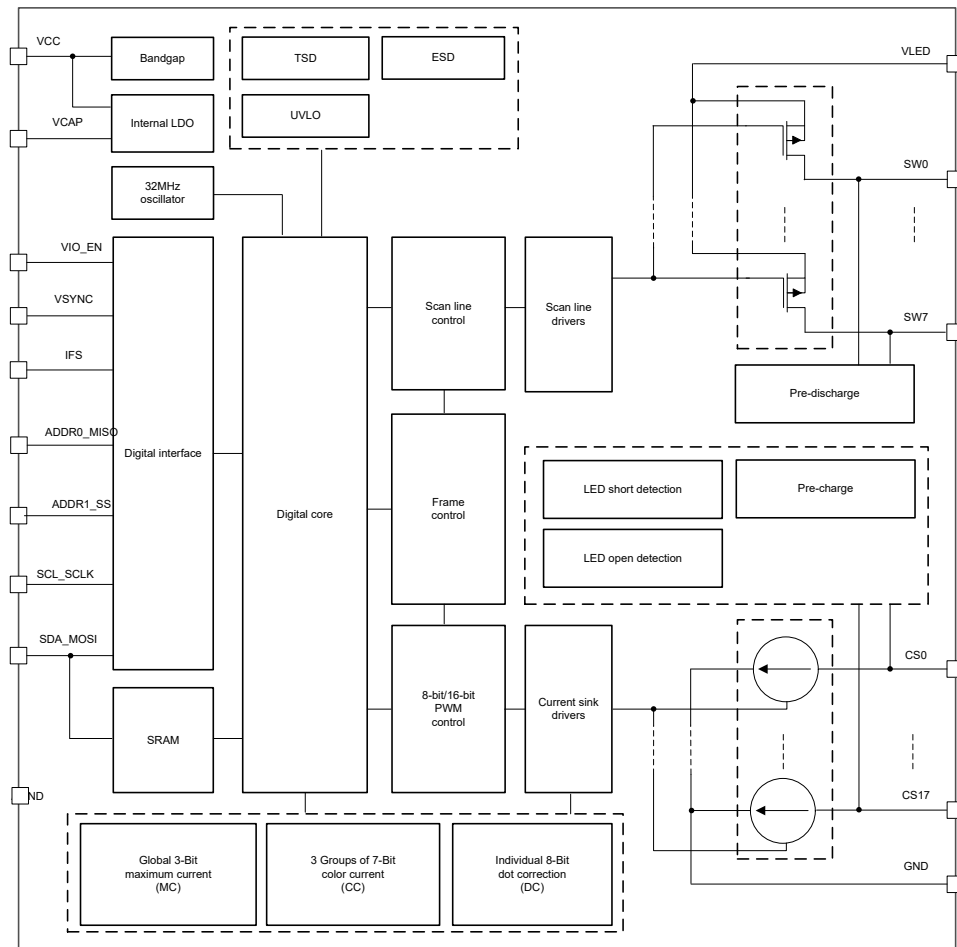 VCC
Bandgap
TSD
ESD
VLED
VCAP
Internal LDO
UVLO
32MHz
oscillator
SW0
VIO_EN
VSYNC
IFS
ADDR0_MISO
ADDR1_SS
SCL_SCLK
SDA_MOSI
Digital interface
Digital core
Scan line
control
Scan line
drivers
SW7
Pre-discharge
Frame
control
LED short detection
Pre-charge
LED open detection
8-bit/16-bit
PWM
control
Current sink
drivers
CS0
SRAM
ND
CS17
GND
Global 3-Bit
maximum current
(MC)
3 Groups of 7-Bit
color current
(CC)
Individual 8-Bit
dot correction
(DC)